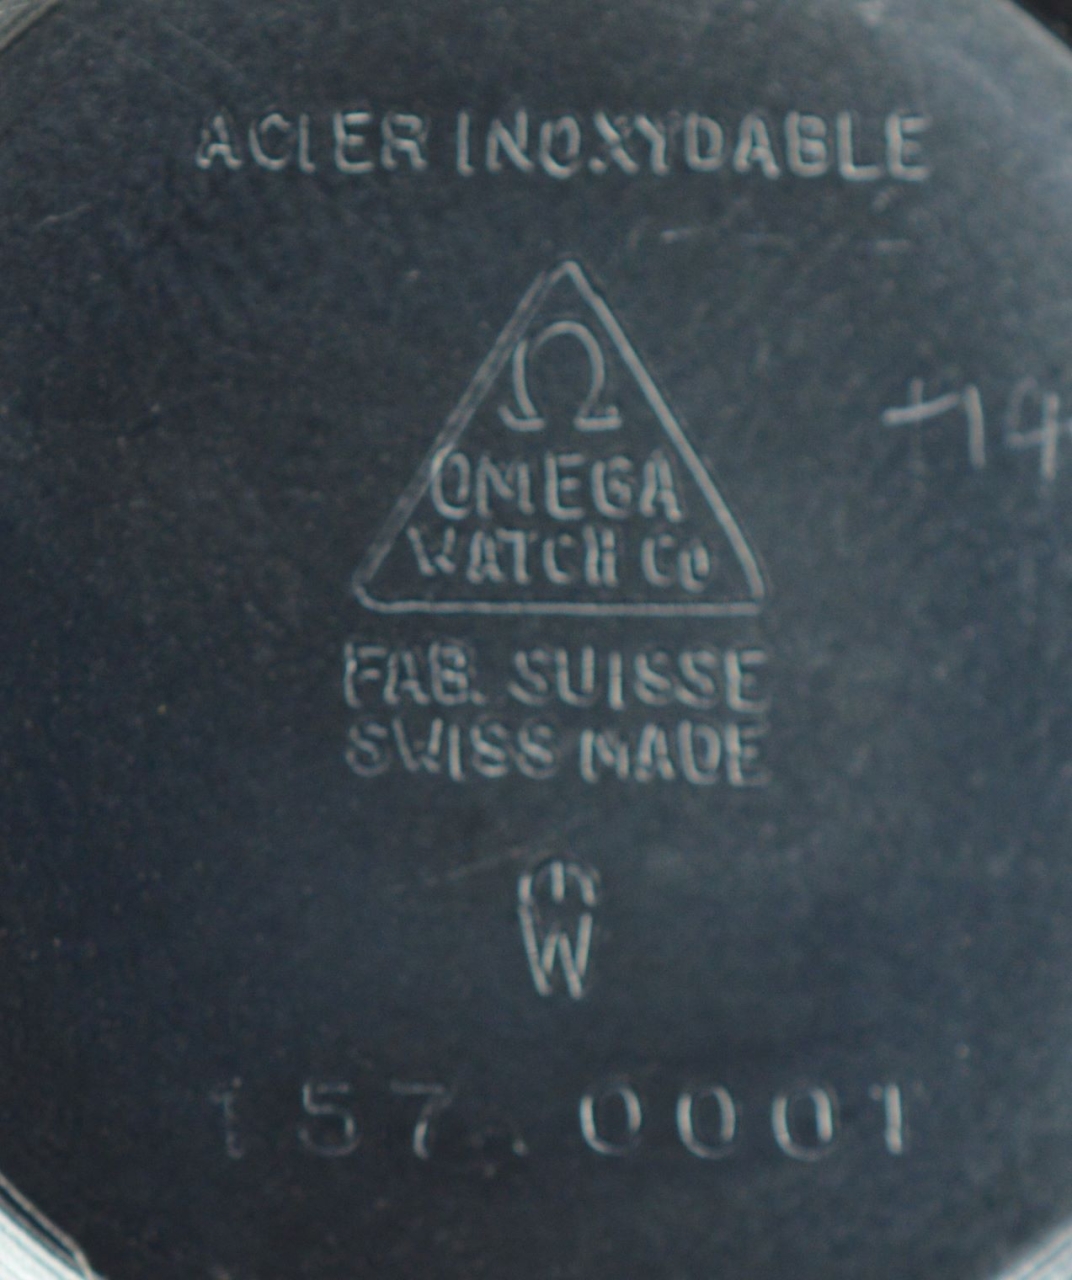 ACIER INOXYDABLE
Ω
OMEGA
WATCH Co
FAB. SUISSE
SWISS MADE
157.0001